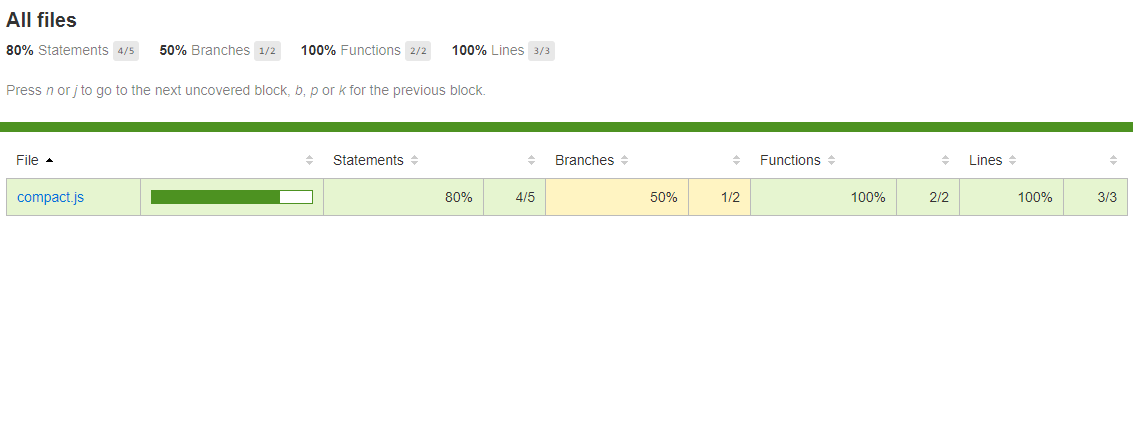 All files
80% Statements 4/5 50% Branches 1/2 100% Functions 2/2 100% Lines 3/3
Press n or j to go to the next uncovered block, b, p or k for the previous block.
File Statements Branches Functions Lines
compact.js 80% 4/5 50% 1/2 100% 2/2 100% 3/3